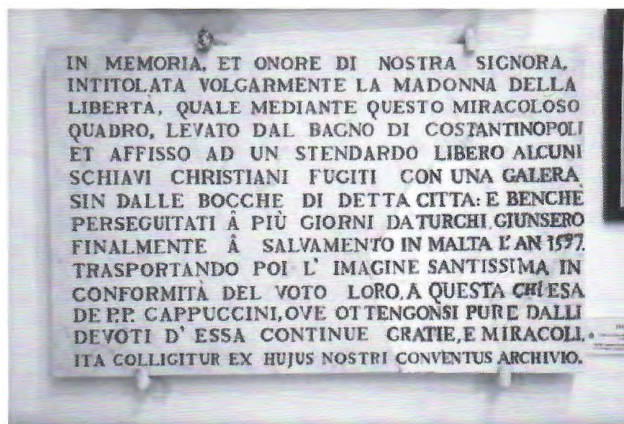 IN MEMORIA, ET ONORE DI NOSTRA SIGNORA,
INTITOLATA VOLGARMENTE LA MADONNA DELLA
LIBERTÀ, QUALE MEDIANTE QUESTO MIRACOLOSO
QUADRO, LEVATO DAL BAGNO DI COSTANTINOPOLI
ET AFFISSO AD UN STENDARDO LIBERO ALCUNI
SCHIAVI CHRISTIANI FUGITI CON UNA GALERA
SIN DALLE BOCCHE DI DETTA CITTA: E BENCHE
PERSEGUITATI Â PIÙ GIORNI DA TURCHI, GIUNSERO
FINALMENTE Â SALVAMENTO IN MALTA L'AN 1597.
TRASPORTANDO POI L' IMAGINE SANTISSIMA IN
CONFORMITÀ DEL VOTO LORO, A QUESTA CHIESA
DE P.P. CAPPUCCINI, OVE OTTENGONSI PURE DALLI
DEVOTI D' ESSA CONTINUE GRATIE, E MIRACOLI.
ITA COLLIGITUR EX HUJUS NOSTRI CONVENTUS ARCHIVIO.